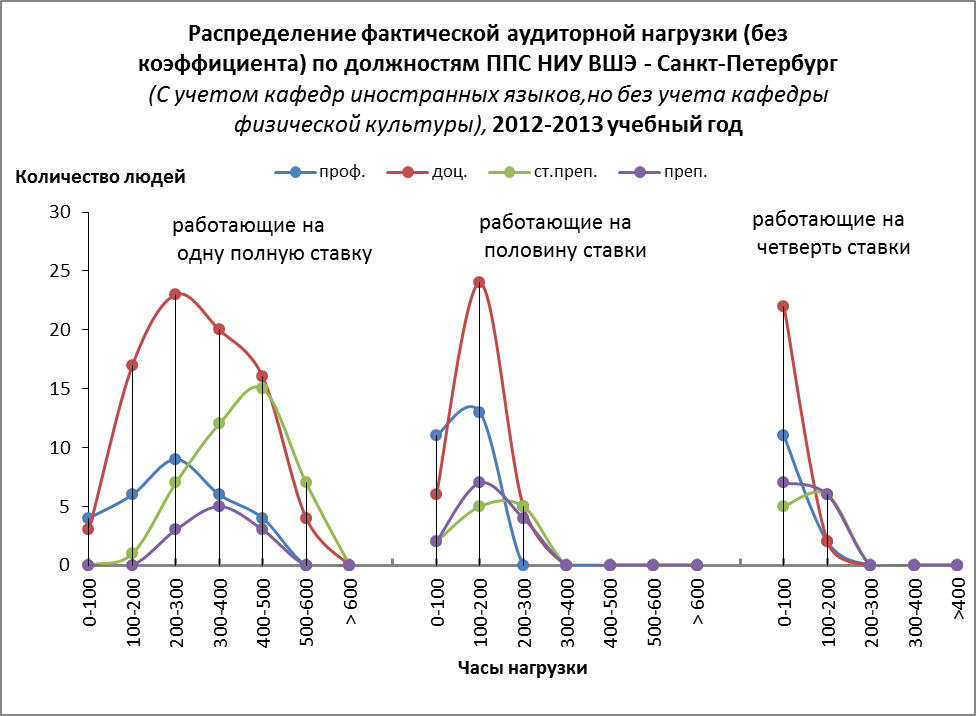 Распределение фактической аудиторной нагрузки (без
коэффициента) по должностям ППС НИУ ВШЭ - Санкт-Петербург
(С учетом кафедр иностранных языков,но без учета кафедры
физической культуры), 2012-2013 учебный год
Количество людей
проф. доц. ст.преп. преп.
работающие на
одну полную ставку
работающие на
половину ставки
работающие на
четверть ставки
30
25
20
15
10
5
0
0-100
100-200
200-300
300-400
400-500
500-600
> 600
0-100
100-200
200-300
300-400
400-500
500-600
> 600
0-100
100-200
200-300
300-400
>400
Часы нагрузки